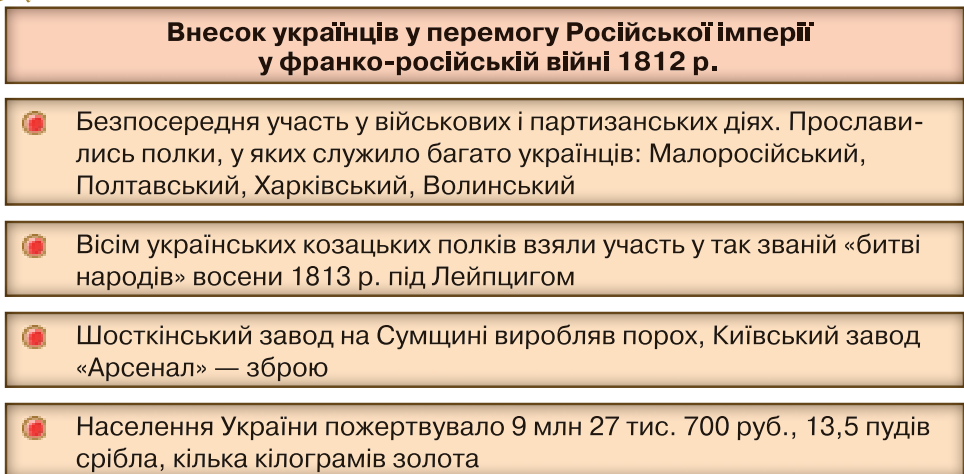 Внесок українців у перемогу Російської імперії
у франко-російській війні 1812 р.
Безпосередня участь у військових і партизанських діях. Прослави-
лись полки, у яких служило багато українців: Малоросійський,
Полтавський, Харківський, Волинський
Вісім українських козацьких полків взяли участь у так званій «битві
народів» восени 1813 р. під Лейпцигом
Шосткінський завод на Сумщині виробляв порох, Київський завод
«Арсенал» — зброю
Населення України пожертвувало 9 млн 27 тис. 700 руб., 13,5 пудів
срібла, кілька кілограмів золота